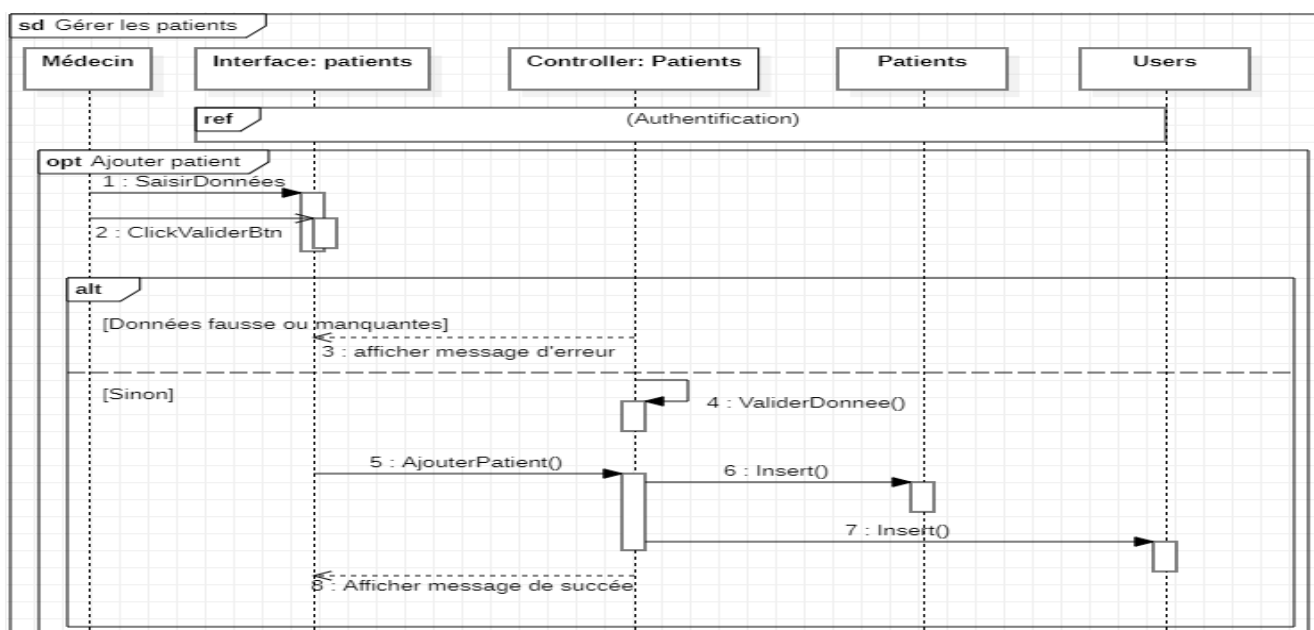 sd Gérer les patients
Médecin
Interface: patients
Controller: Patients
Patients
Users
ref
(Authentification)
opt Ajouter patient
1 : SaisirDonnées
2 : ClickValiderBtn
alt
[Données fausse ou manquantes]
3 : afficher message d'erreur
[Sinon]
4 : ValiderDonnee()
5 : AjouterPatient()
6 : Insert()
7 : Insert()
8 : Afficher message de succée